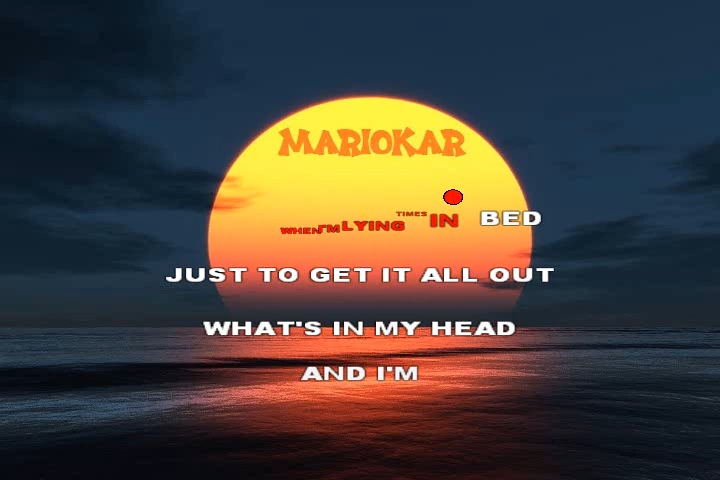 MARIOKAR
TIMES
WHEN I'M LYING IN BED
JUST TO GET IT ALL OUT
WHAT'S IN MY HEAD
AND I'M